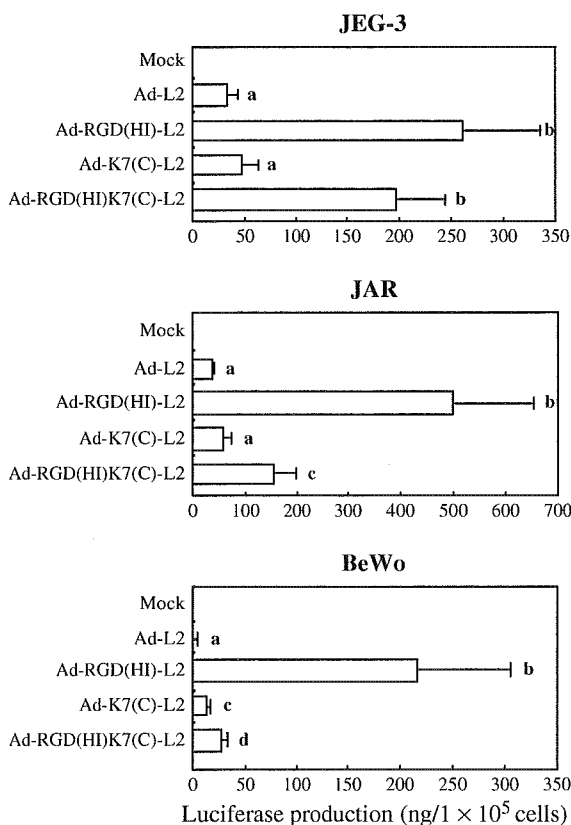 JEG-3
Mock
Ad-L2 a
Ad-RGD(HI)-L2 b
Ad-K7(C)-L2 a
Ad-RGD(HI)K7(C)-L2 b
0 50 100 150 200 250 300 350
JAR
Mock
Ad-L2 a
Ad-RGD(HI)-L2 b
Ad-K7(C)-L2 a
Ad-RGD(HI)K7(C)-L2 c
0 100 200 300 400 500 600 700
BeWo
Mock
Ad-L2 a
Ad-RGD(HI)-L2 b
Ad-K7(C)-L2 c
Ad-RGD(HI)K7(C)-L2 d
0 50 100 150 200 250 300 350
Luciferase production (ng/1 × 10⁵ cells)